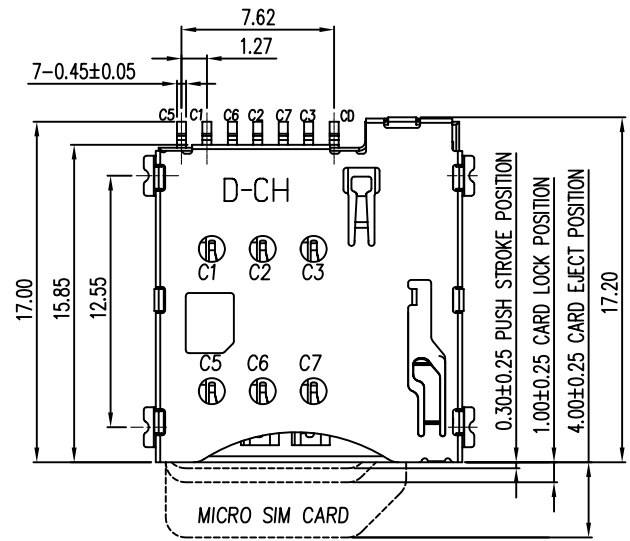 7.62
1.27
7-0.45±0.05
C5 C1 C6 C2 C7 C3 CD
D-CH
C1 C2 C3
C5 C6 C7
17.00
15.85
12.55
0.30±0.25 PUSH STROKE POSITION
1.00±0.25 CARD LOCK POSITION
4.00±0.25 CARD EJECT POSITION
17.20
MICRO SIM CARD